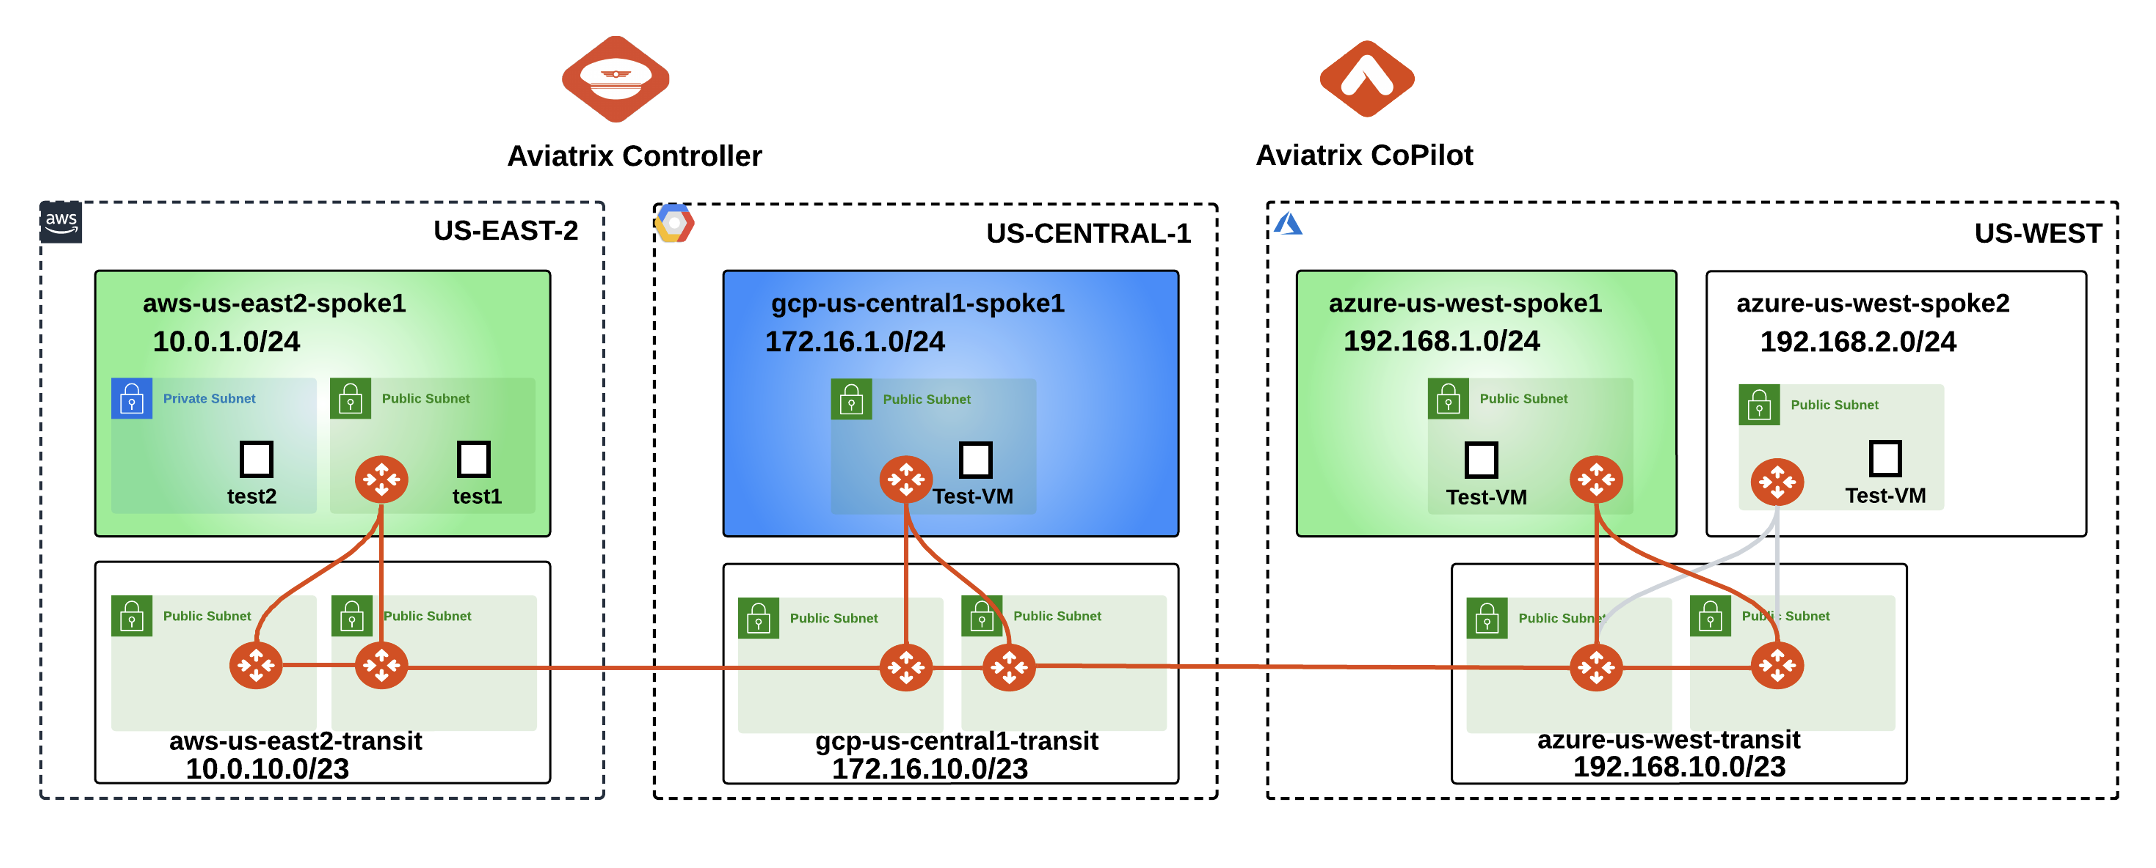 Aviatrix Controller
Aviatrix CoPilot
aws
US-EAST-2
aws-us-east2-spoke1
10.0.1.0/24
Private Subnet
Public Subnet
test2
test1
Public Subnet
Public Subnet
aws-us-east2-transit
10.0.10.0/23
US-CENTRAL-1
gcp-us-central1-spoke1
172.16.1.0/24
Public Subnet
Test-VM
Public Subnet
Public Subnet
gcp-us-central1-transit
172.16.10.0/23
US-WEST
azure-us-west-spoke1
192.168.1.0/24
Public Subnet
Test-VM
azure-us-west-spoke2
192.168.2.0/24
Public Subnet
Test-VM
Public Subnet
Public Subnet
azure-us-west-transit
192.168.10.0/23